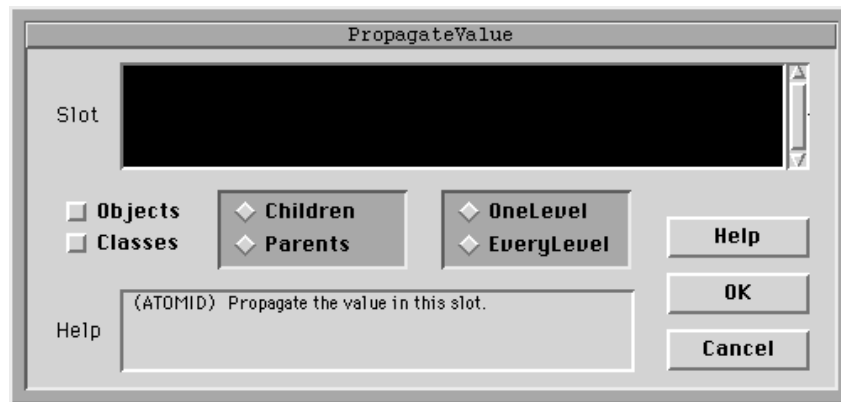 PropagateValue
Slot
Objects
Classes
Children
Parents
OneLevel
EveryLevel
Help
OK
Cancel
Help
(ATOMID) Propagate the value in this slot.